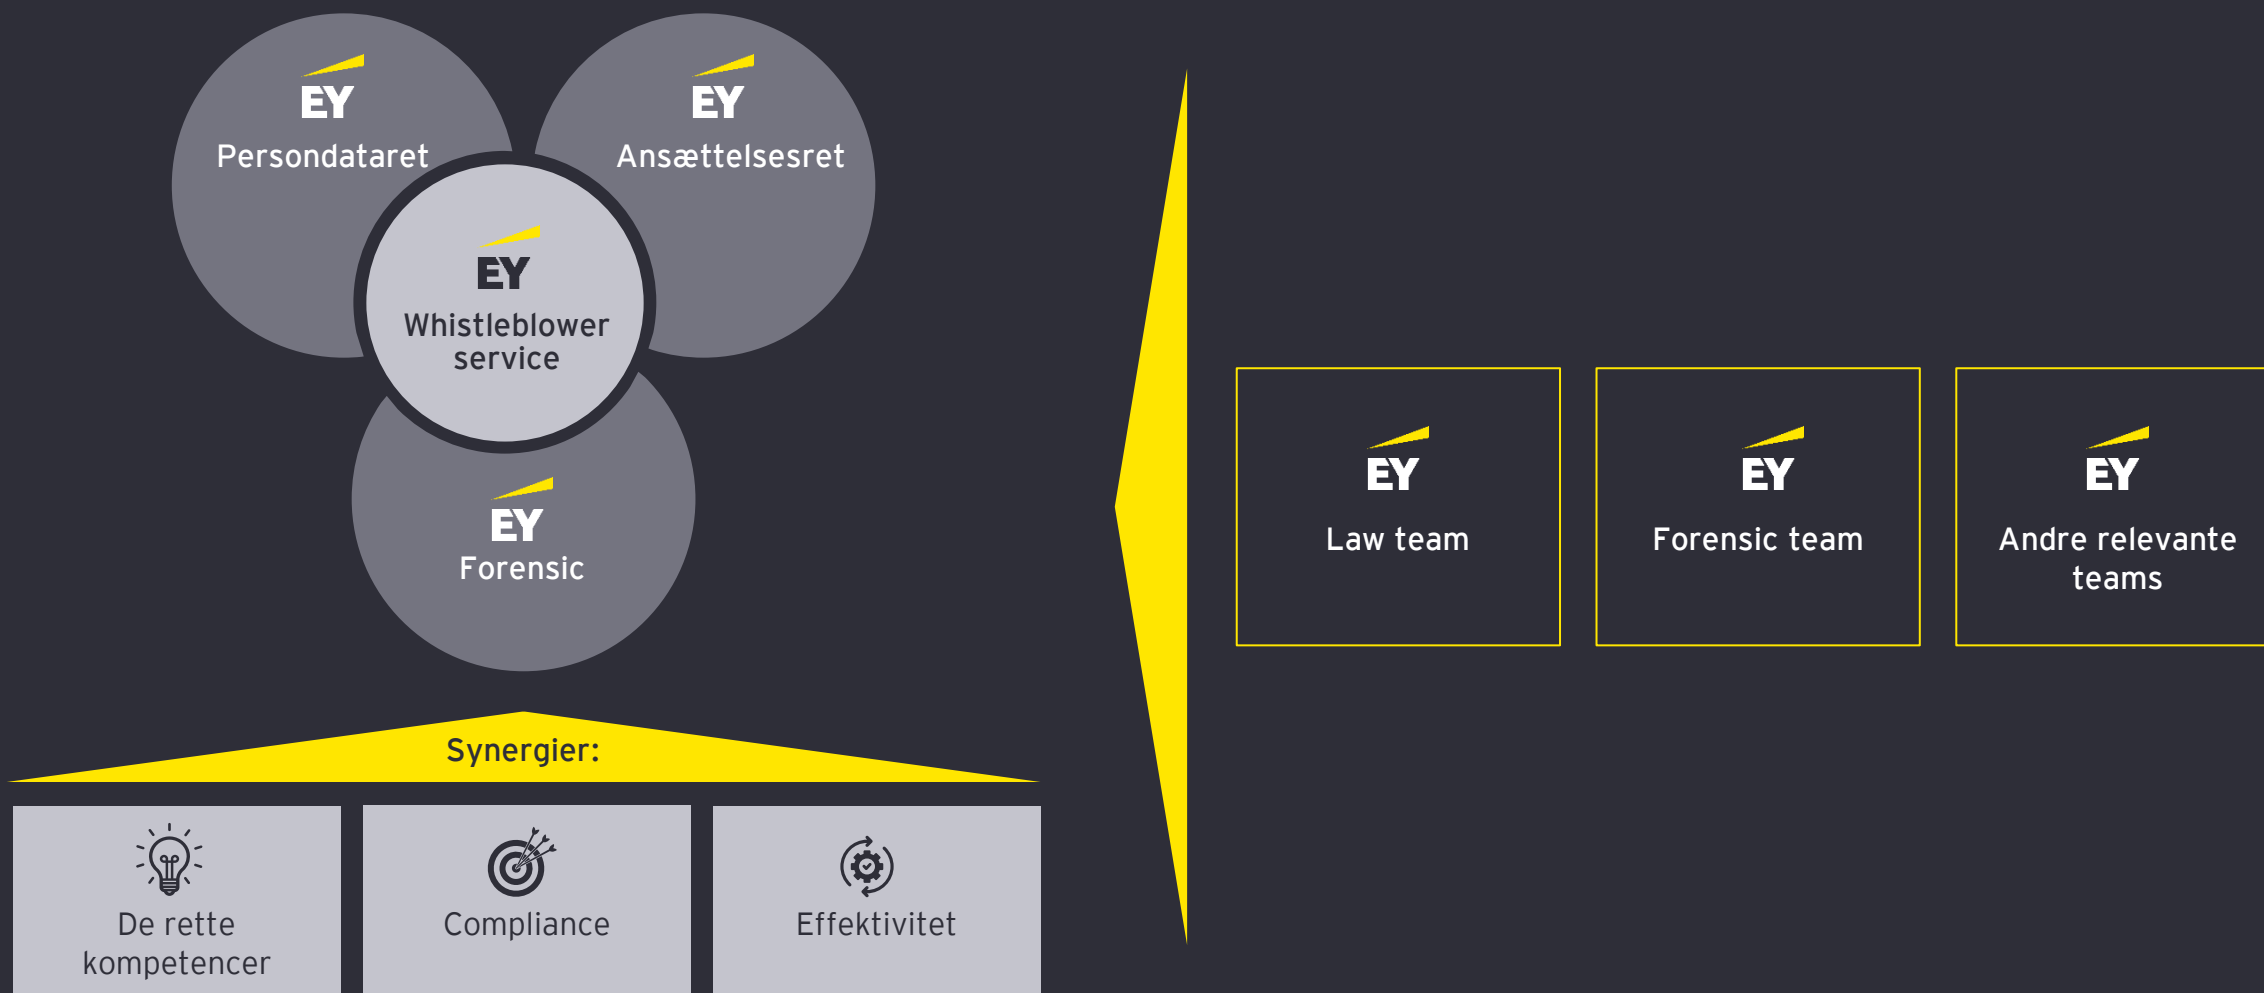 EY
Persondataret
EY
Ansættelsesret
EY
Whistleblower
service
EY
Forensic
Synergier:
De rette
kompetencer
Compliance
Effektivitet
EY
Law team
EY
Forensic team
EY
Andre relevante
teams